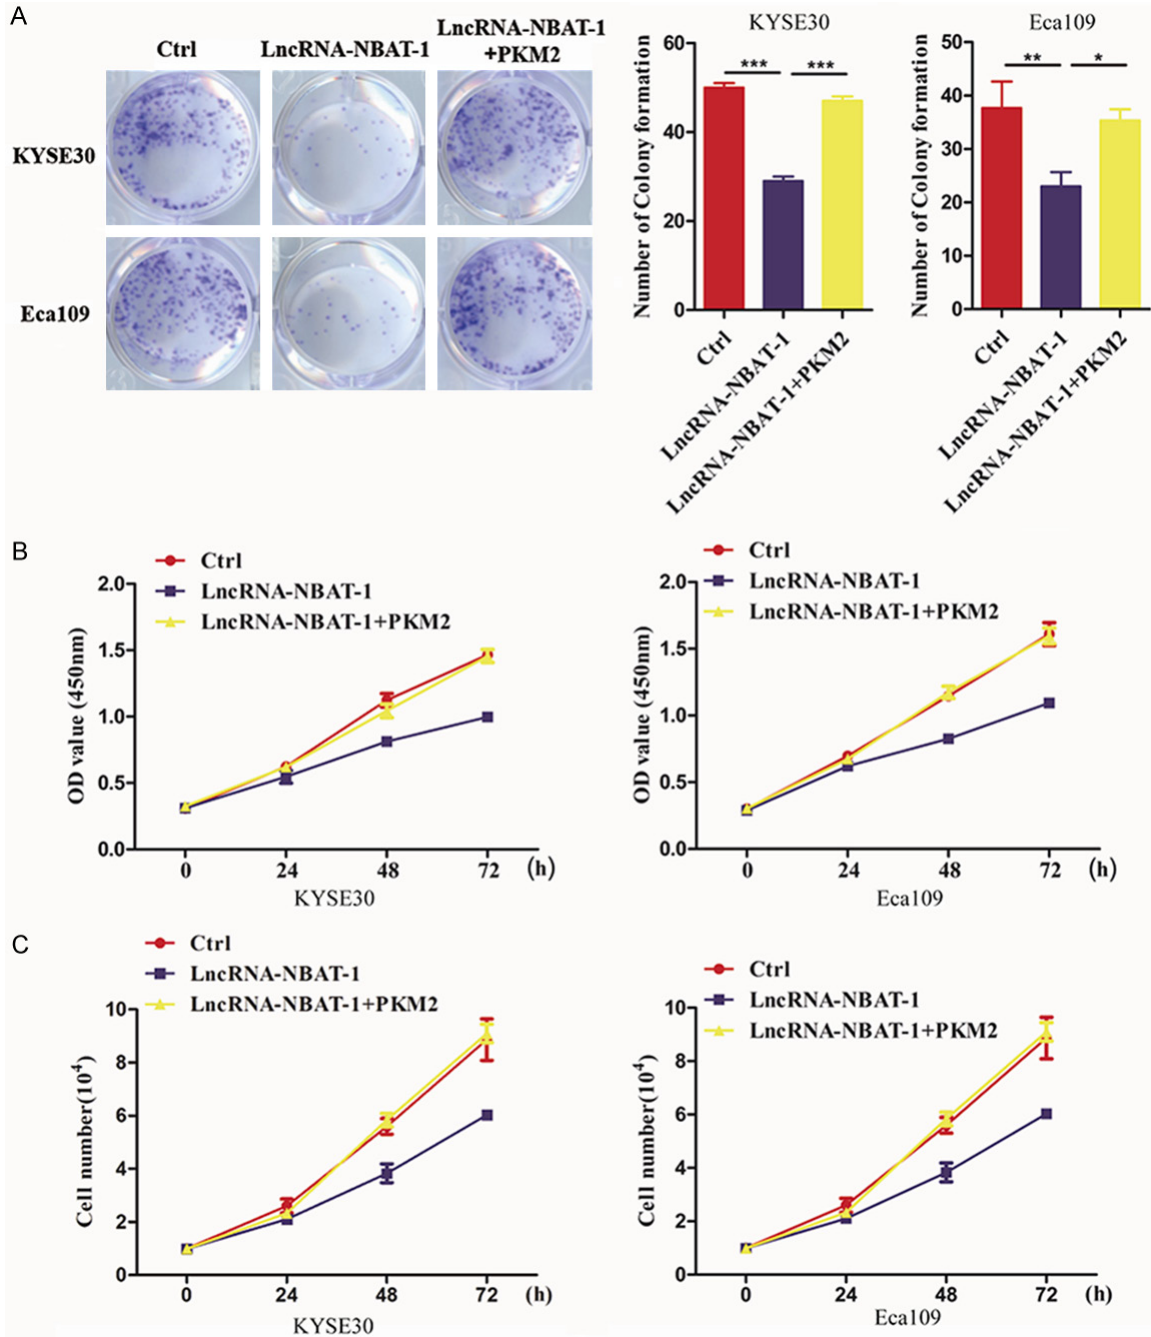 A
Ctrl
LncRNA-NBAT-1
LncRNA-NBAT-1
+PKM2
KYSE30
Eca109
KYSE30
Number of Colony formation
60
40
20
0
***
***
Ctrl
LncRNA-NBAT-1
LncRNA-NBAT-1+PKM2
Eca109
Number of Colony formation
50
40
30
20
10
0
**
*
Ctrl
LncRNA-NBAT-1
LncRNA-NBAT-1+PKM2
B
Ctrl
LncRNA-NBAT-1
LncRNA-NBAT-1+PKM2
OD value (450nm)
2.0
1.5
1.0
0.5
0.0
0 24 48 72 (h)
KYSE30
Ctrl
LncRNA-NBAT-1
LncRNA-NBAT-1+PKM2
OD value (450nm)
2.0
1.5
1.0
0.5
0.0
0 24 48 72 (h)
Eca109
C
Ctrl
LncRNA-NBAT-1
LncRNA-NBAT-1+PKM2
Cell number(10⁴)
10
8
6
4
2
0
0 24 48 72 (h)
KYSE30
Ctrl
LncRNA-NBAT-1
LncRNA-NBAT-1+PKM2
Cell number(10⁴)
10
8
6
4
2
0
0 24 48 72 (h)
Eca109